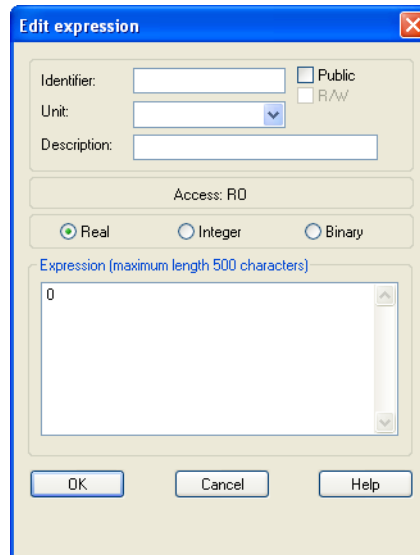 Edit expression
Identifier:
Public
R/W
Unit:
Description:
Access: RO
Real Integer Binary
Expression (maximum length 500 characters)
0
OK Cancel Help